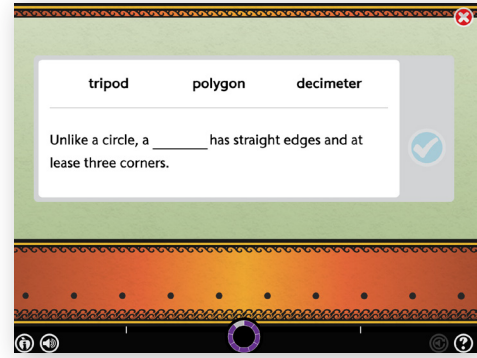 tripod polygon decimeter
Unlike a circle, a ________ has straight edges and at
lease three corners.
?